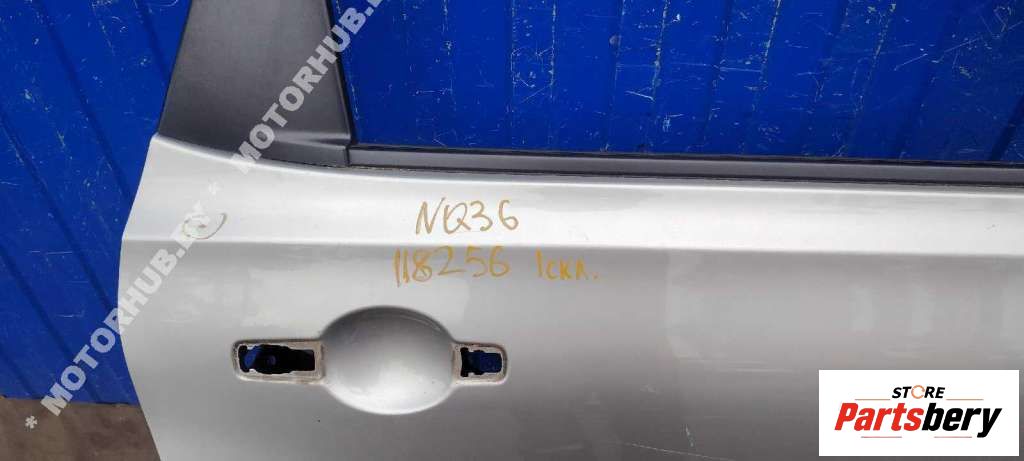 * MOTORHUB.BY * MOTORHUB.BY
NQ36
118256 1скл.
STORE
Partsbery